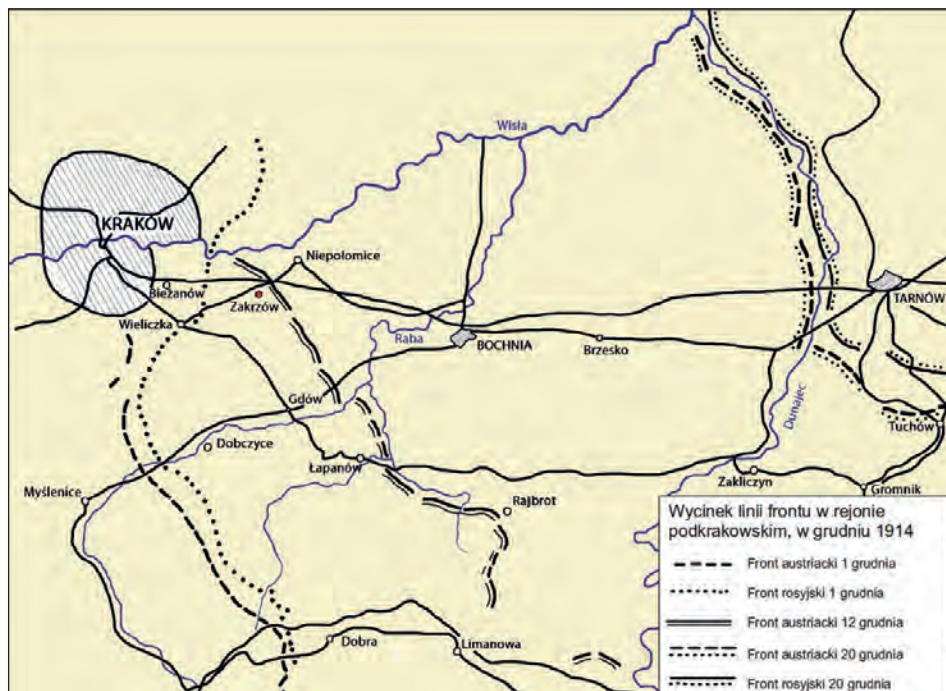 Wisła
KRAKÓW
Niepołomice
Bieżanów
Zakrzów
TARNÓW
Wieliczka
Raba
BOCHNIA
Brzesko
Dunajec
Gdów
Tuchów
Dobczyce
Łapanów
Zakliczyn
Gromnik
Myślenice
Rajbrot
Dobra
Limanowa
Wycinek linii frontu w rejonie
podkrakowskim, w grudniu 1914
Front austriacki 1 grudnia
Front rosyjski 1 grudnia
Front austriacki 12 grudnia
Front austriacki 20 grudnia
Front rosyjski 20 grudnia